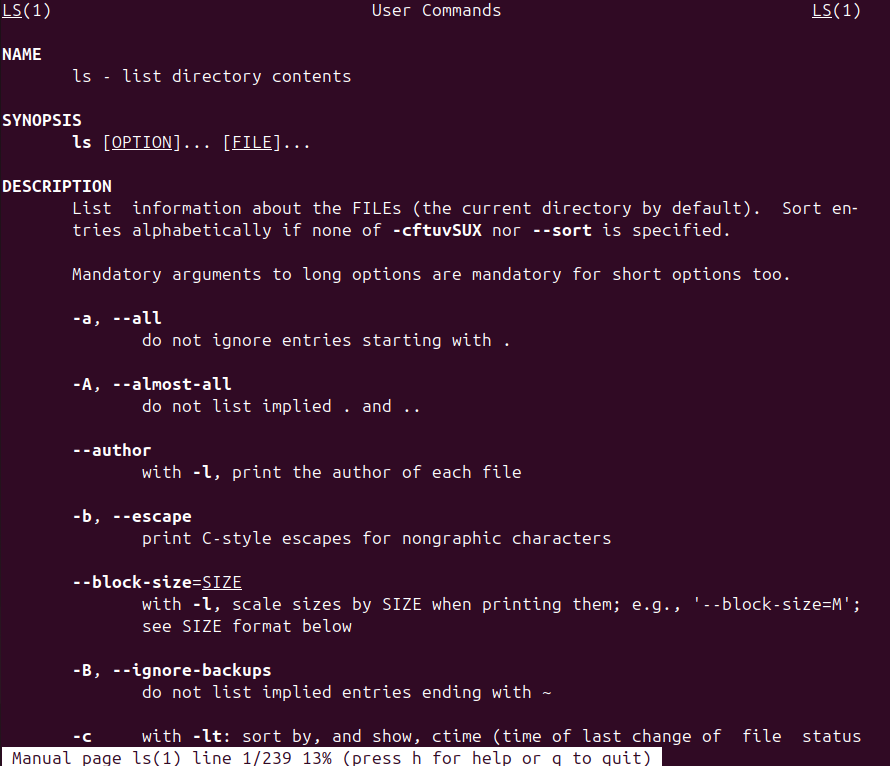 LS(1) User Commands LS(1)
NAME
ls - list directory contents
SYNOPSIS
ls [OPTION]... [FILE]...
DESCRIPTION
List  information about the FILEs (the current directory by default).  Sort en-
tries alphabetically if none of -cftuvSUX nor --sort is specified.
Mandatory arguments to long options are mandatory for short options too.
-a, --all
do not ignore entries starting with .
-A, --almost-all
do not list implied . and ..
--author
with -l, print the author of each file
-b, --escape
print C-style escapes for nongraphic characters
--block-size=SIZE
with -l, scale sizes by SIZE when printing them; e.g., '--block-size=M';
see SIZE format below
-B, --ignore-backups
do not list implied entries ending with ~
-c     with -lt: sort by, and show, ctime (time of last change of  file  status
Manual page ls(1) line 1/239 13% (press h for help or q to quit)